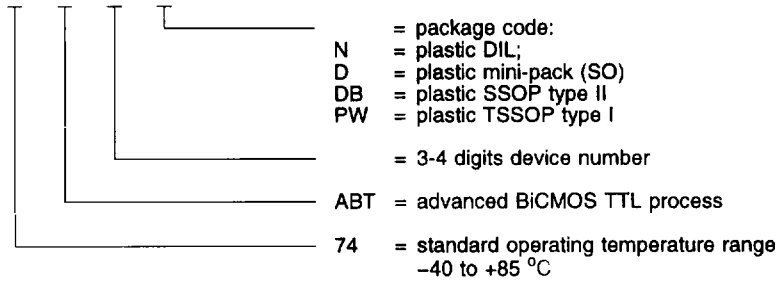 = package code:
N = plastic DIL;
D = plastic mini-pack (SO)
DB = plastic SSOP type II
PW = plastic TSSOP type I
= 3-4 digits device number
ABT = advanced BiCMOS TTL process
74 = standard operating temperature range
−40 to +85 °C